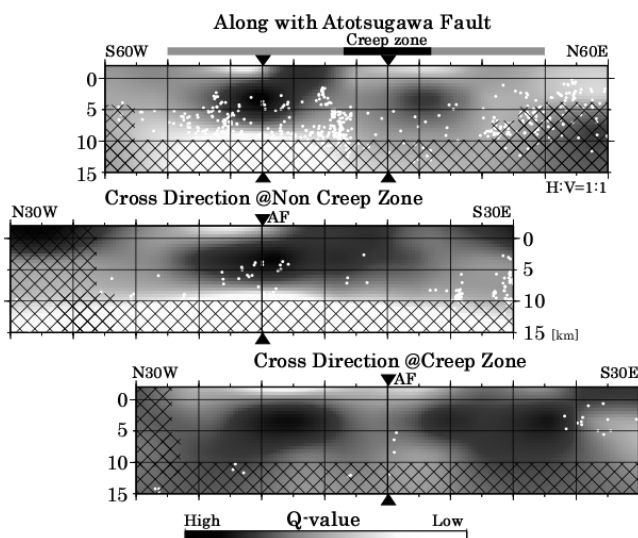 Along with Atotsugawa Fault
Creep zone
S60W N60E
0
5
10
15
H:V=1:1
Cross Direction @Non Creep Zone
N30W AF S30E
0
5
10
15 [km]
Cross Direction @Creep Zone
N30W AF S30E
0
5
10
15
High Q-value Low